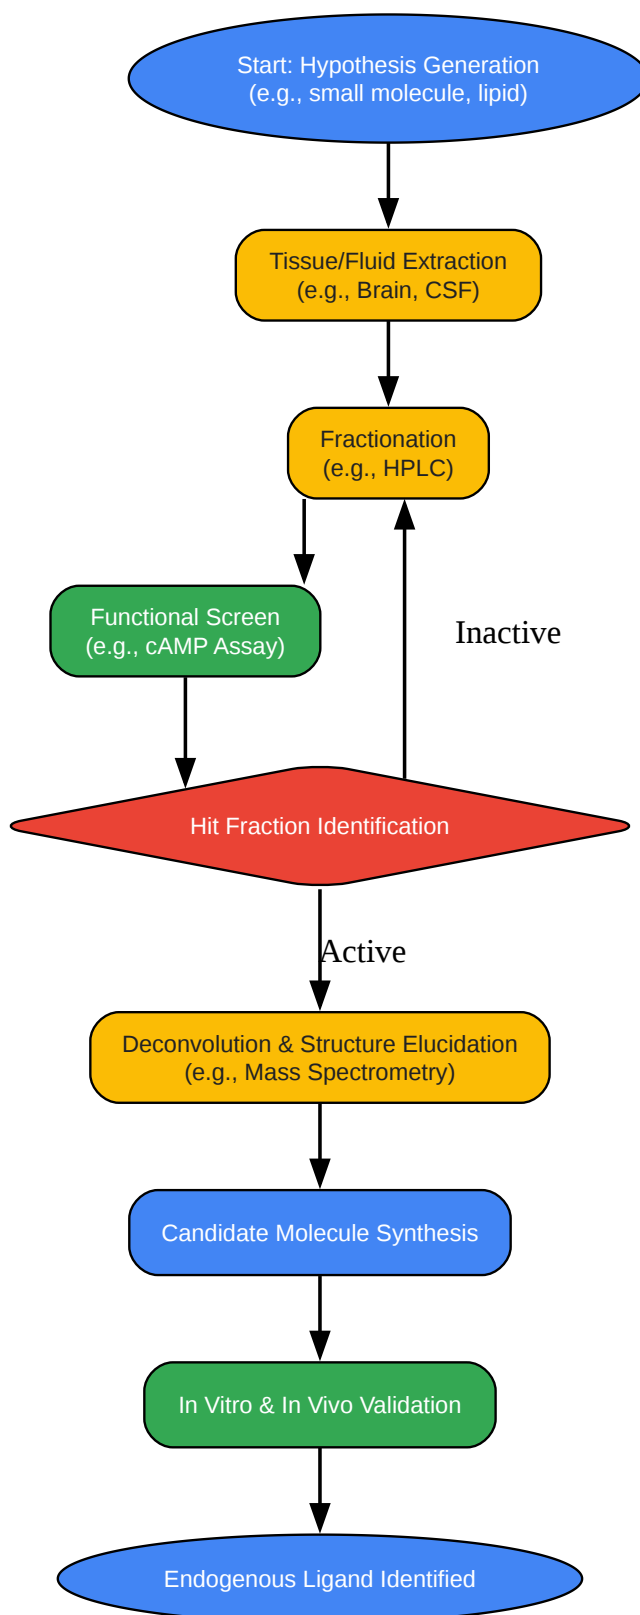 Start: Hypothesis Generation
(e.g., small molecule, lipid)
Tissue/Fluid Extraction
(e.g., Brain, CSF)
Fractionation
(e.g., HPLC)
Functional Screen
(e.g., cAMP Assay)
Inactive
Hit Fraction Identification
Active
Deconvolution & Structure Elucidation
(e.g., Mass Spectrometry)
Candidate Molecule Synthesis
In Vitro & In Vivo Validation
Endogenous Ligand Identified